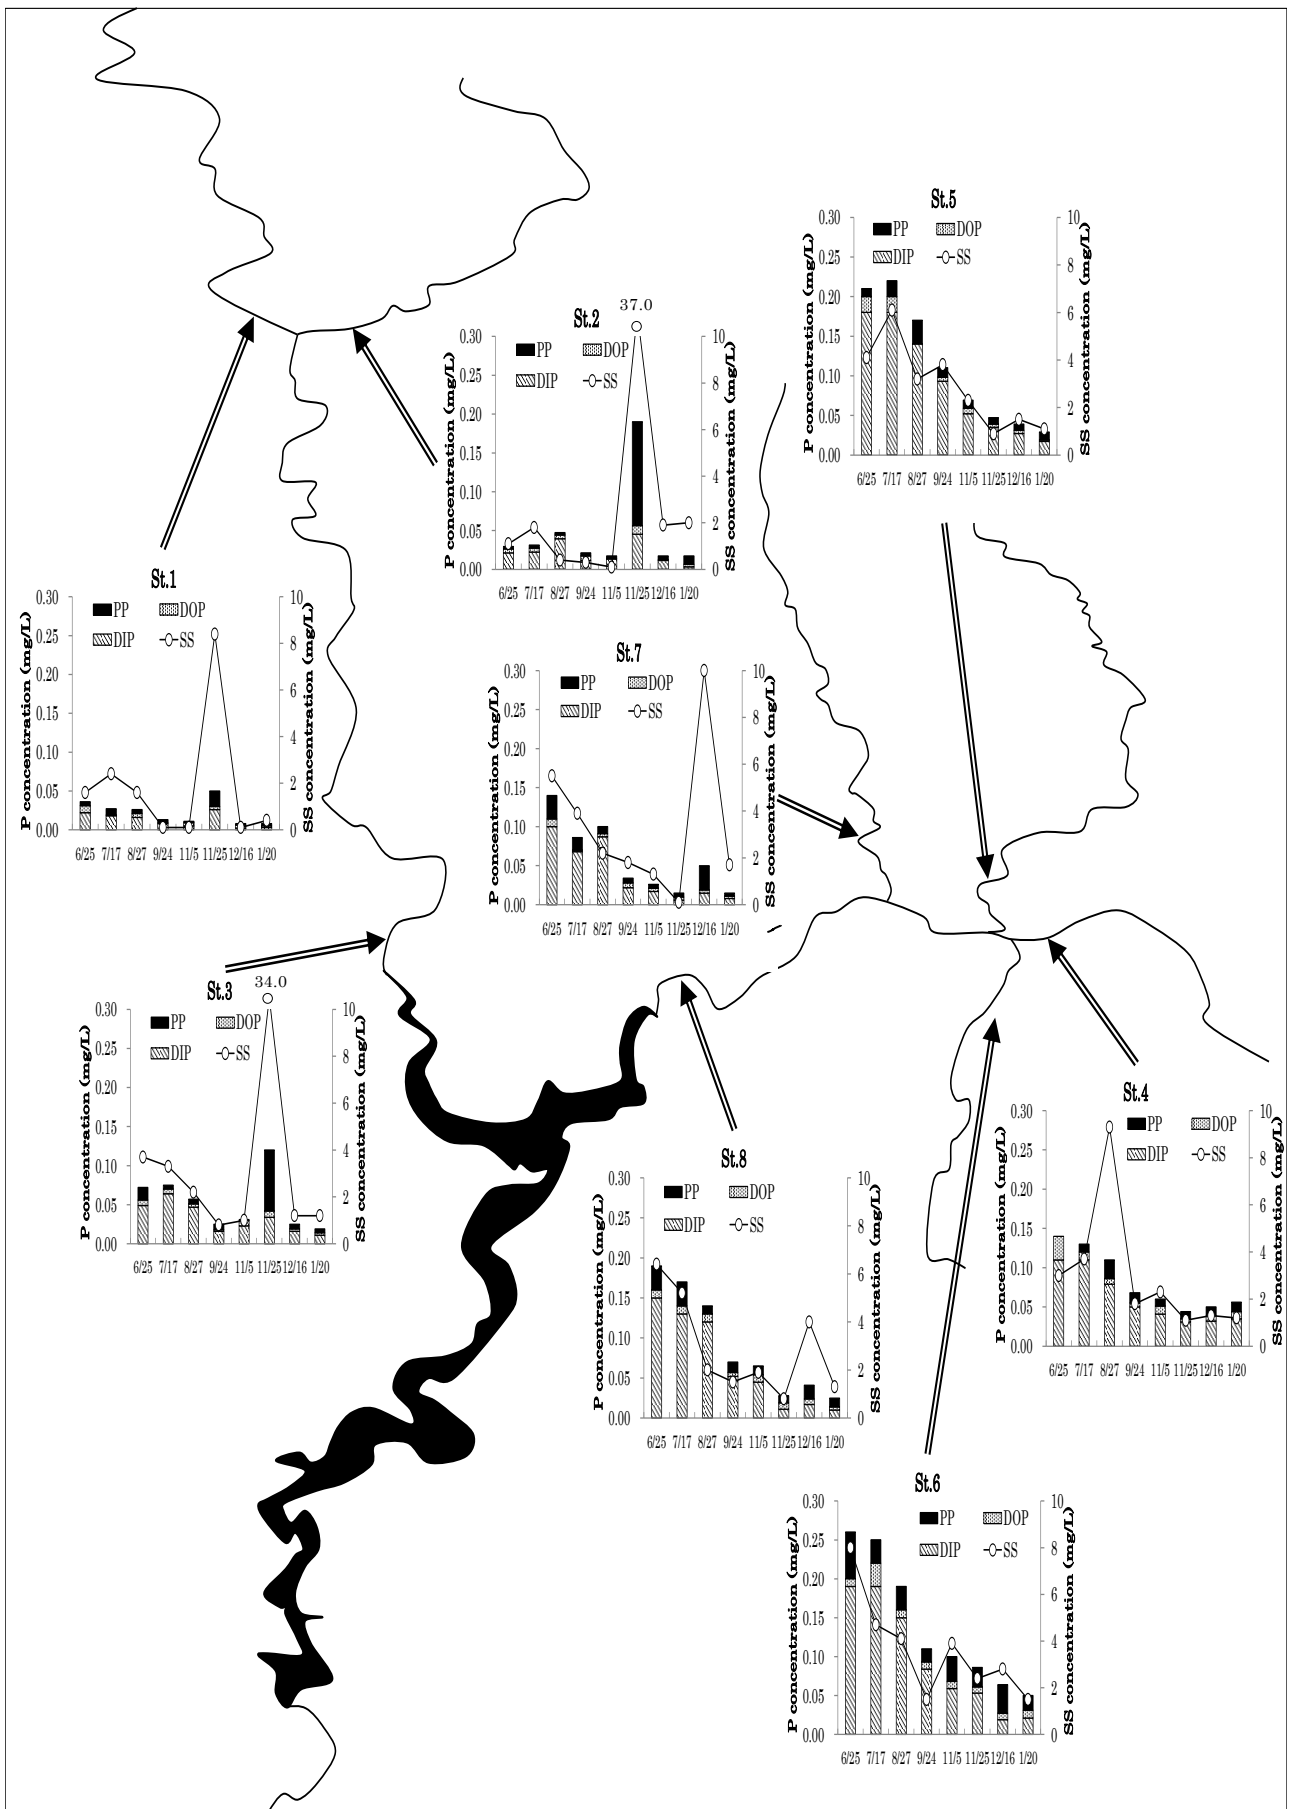 St.5
0.30
0.25
0.20
0.15
0.10
0.05
0.00
P concentration (mg/L)
PP
DOP
DIP
SS
10
8
6
4
2
0
SS concentration (mg/L)
6/25 7/17 8/27 9/24 11/5 11/25 12/16 1/20
37.0
St.2
0.30
0.25
0.20
0.15
0.10
0.05
0.00
P concentration (mg/L)
PP
DOP
DIP
SS
10
8
6
4
2
0
SS concentration (mg/L)
6/25 7/17 8/27 9/24 11/5 11/25 12/16 1/20
St.1
0.30
0.25
0.20
0.15
0.10
0.05
0.00
P concentration (mg/L)
PP
DOP
DIP
SS
10
8
6
4
2
0
SS concentration (mg/L)
6/25 7/17 8/27 9/24 11/5 11/25 12/16 1/20
St.7
0.30
0.25
0.20
0.15
0.10
0.05
0.00
P concentration (mg/L)
PP
DOP
DIP
SS
10
8
6
4
2
0
SS concentration (mg/L)
6/25 7/17 8/27 9/24 11/5 11/25 12/16 1/20
34.0
St.3
0.30
0.25
0.20
0.15
0.10
0.05
0.00
P concentration (mg/L)
PP
DOP
DIP
SS
10
8
6
4
2
0
SS concentration (mg/L)
6/25 7/17 8/27 9/24 11/5 11/25 12/16 1/20
St.4
0.30
0.25
0.20
0.15
0.10
0.05
0.00
P concentration (mg/L)
PP
DOP
DIP
SS
10
8
6
4
2
0
SS concentration (mg/L)
6/25 7/17 8/27 9/24 11/5 11/25 12/16 1/20
St.8
0.30
0.25
0.20
0.15
0.10
0.05
0.00
P concentration (mg/L)
PP
DOP
DIP
SS
10
8
6
4
2
0
SS concentration (mg/L)
6/25 7/17 8/27 9/24 11/5 11/25 12/16 1/20
St.6
0.30
0.25
0.20
0.15
0.10
0.05
0.00
P concentration (mg/L)
PP
DOP
DIP
SS
10
8
6
4
2
0
SS concentration (mg/L)
6/25 7/17 8/27 9/24 11/5 11/25 12/16 1/20